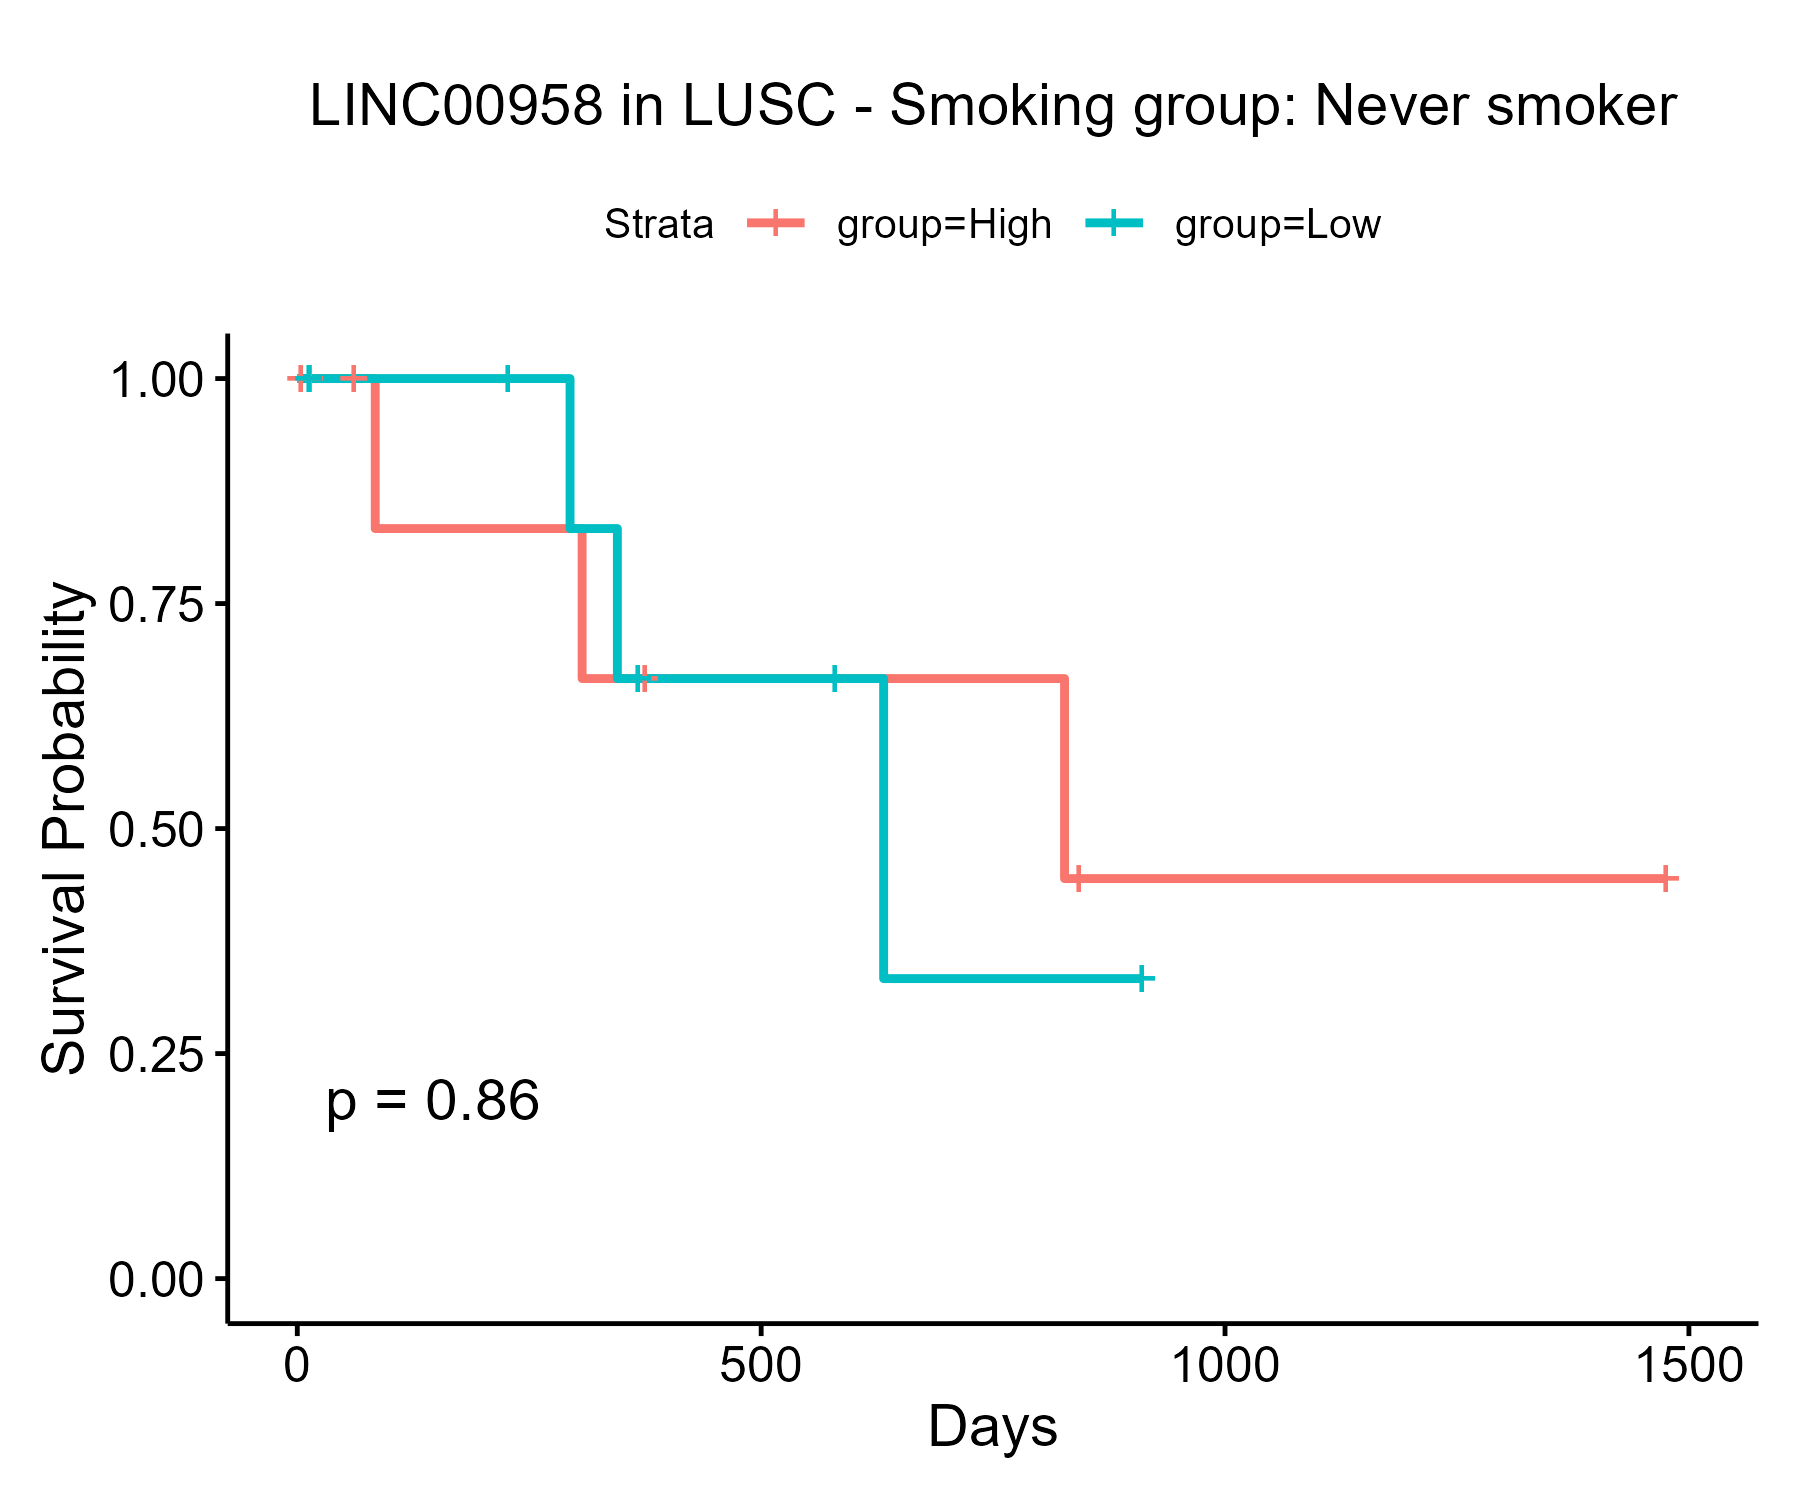 LINC00958 in LUSC - Smoking group: Never smoker
Strata group=High group=Low
1.00
0.75
0.50
0.25
0.00
Survival Probability
p = 0.86
0 500 1000 1500
Days